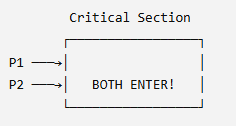 Critical Section
P1
P2 BOTH ENTER!